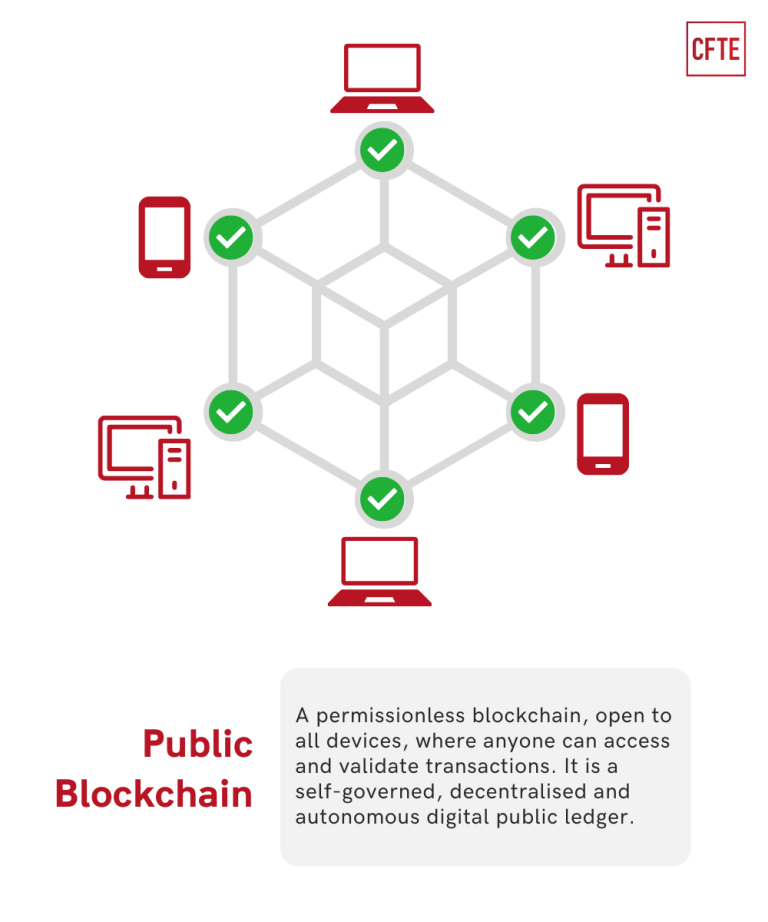 CFTE
Public
Blockchain
A permissionless blockchain, open to
all devices, where anyone can access
and validate transactions. It is a
self-governed, decentralised and
autonomous digital public ledger.